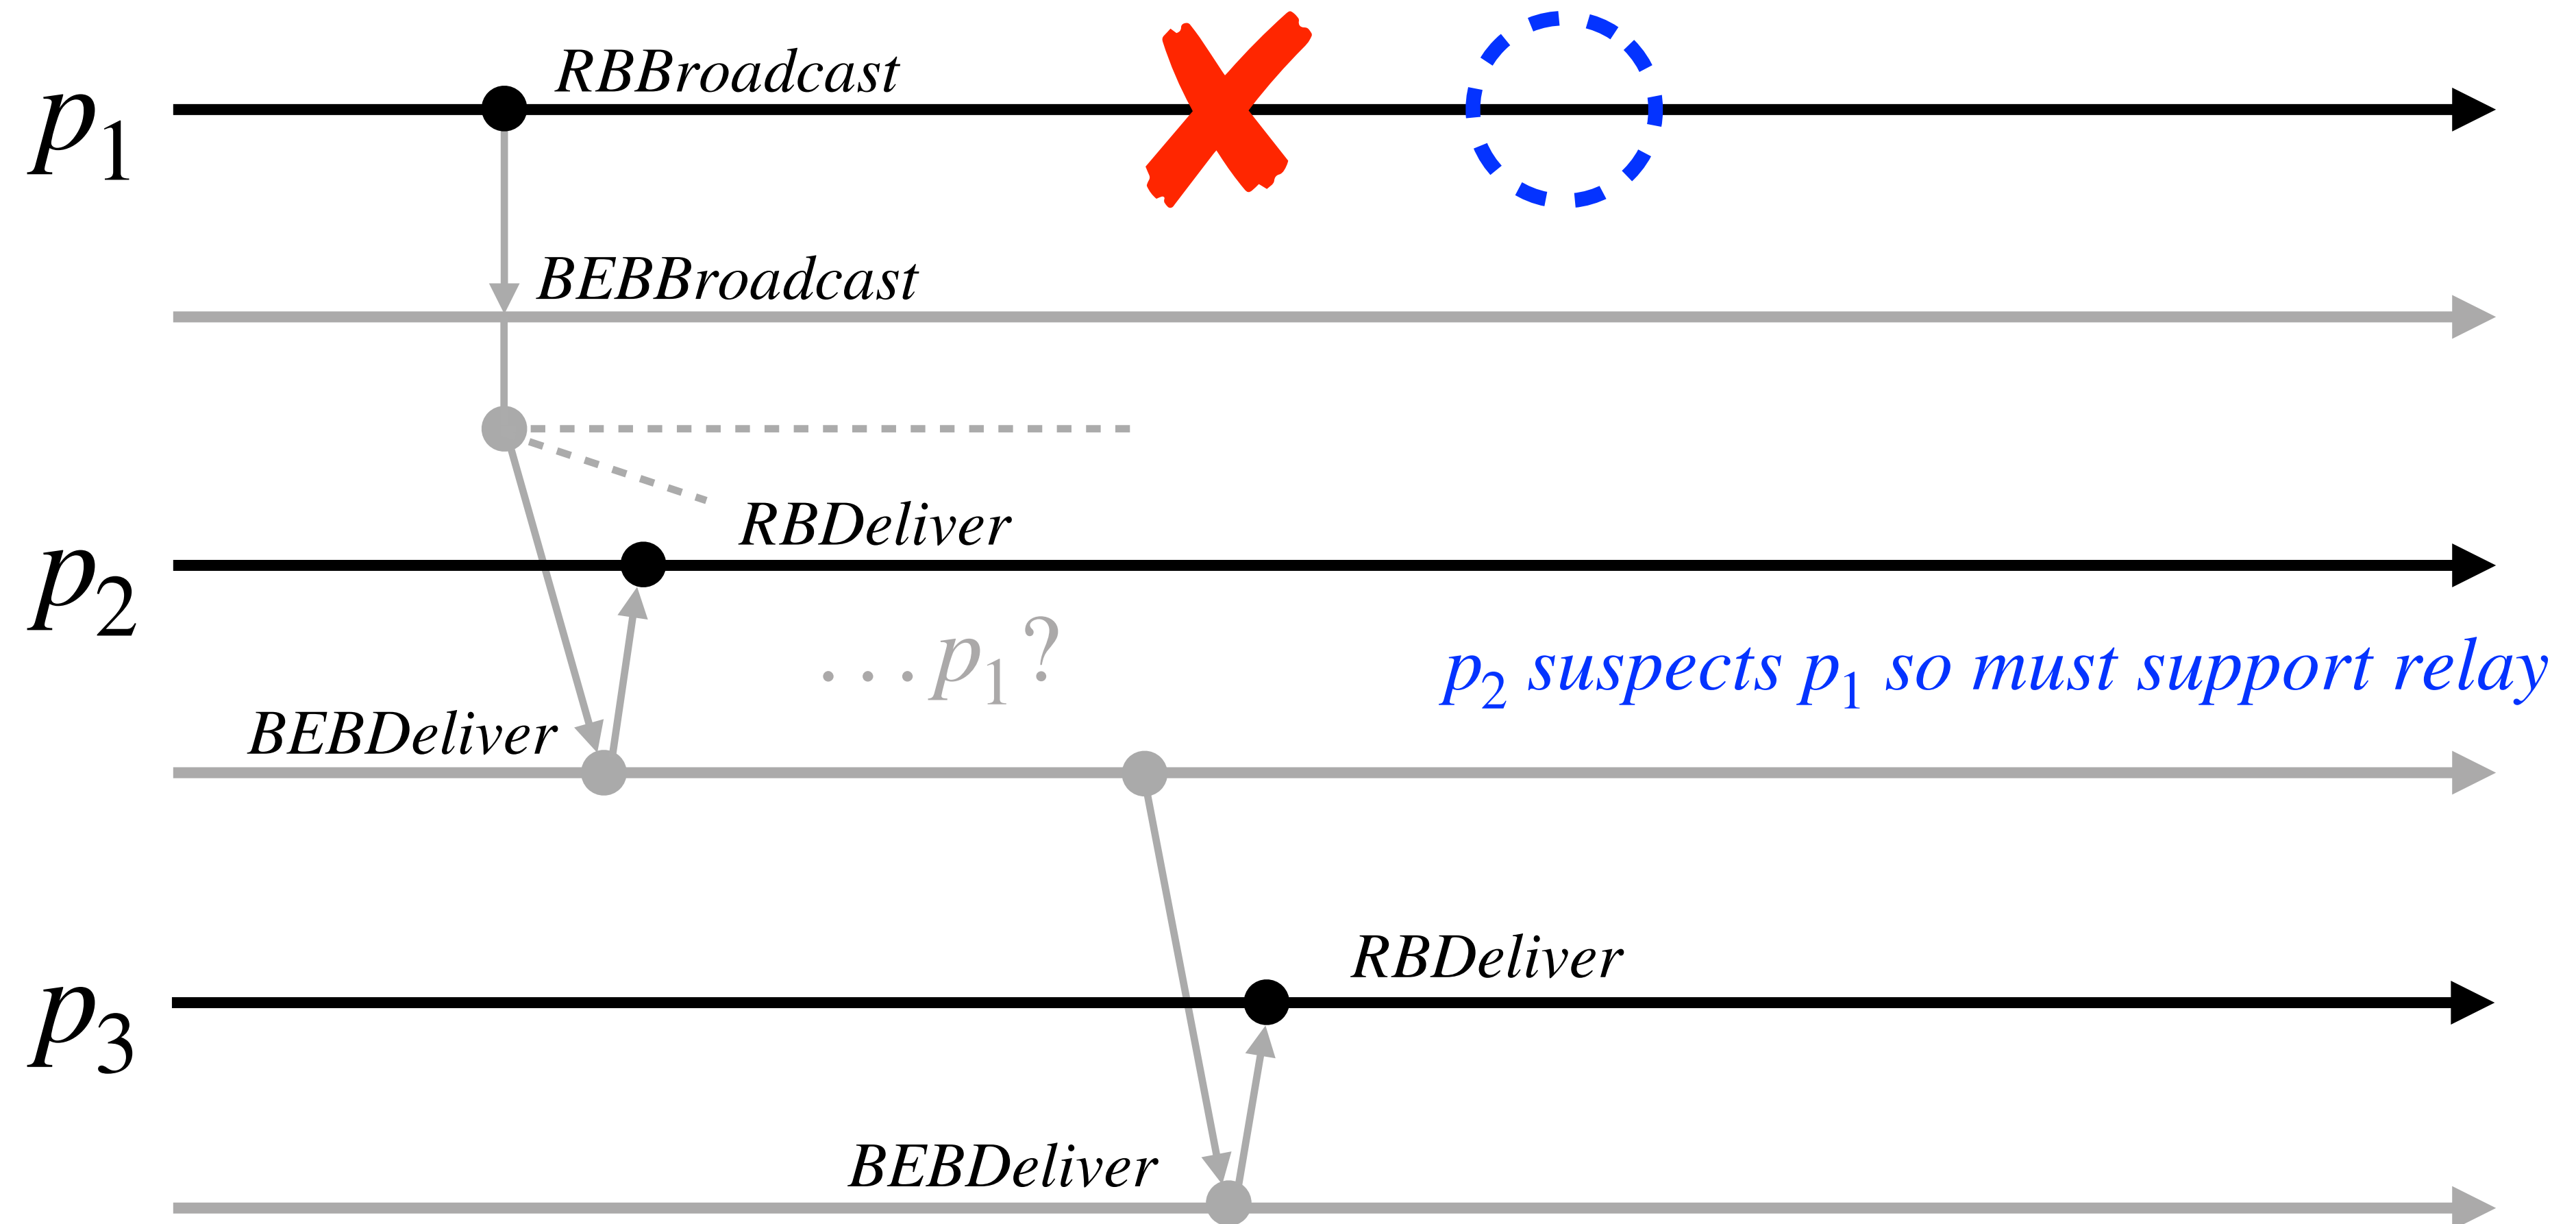 RBBroadcast
p1
BEBBroadcast
RBDeliver
p2
...p1?
p2 suspects p1 so must support relay
BEBDeliver
RBDeliver
p3
BEBDeliver